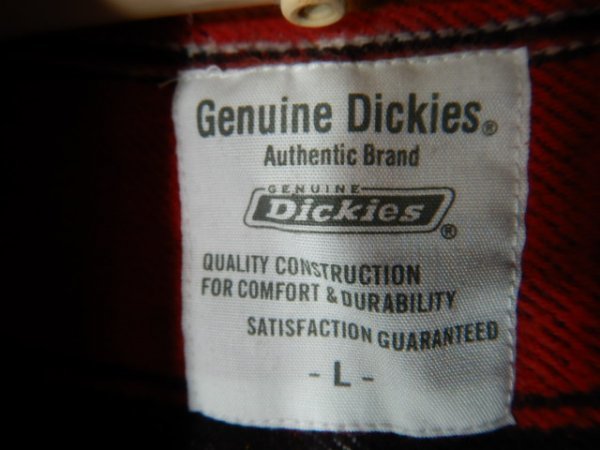 Genuine Dickies®
Authentic Brand
GENUINE
Dickies®
QUALITY CONSTRUCTION
FOR COMFORT & DURABILITY
SATISFACTION GUARANTEED
- L -